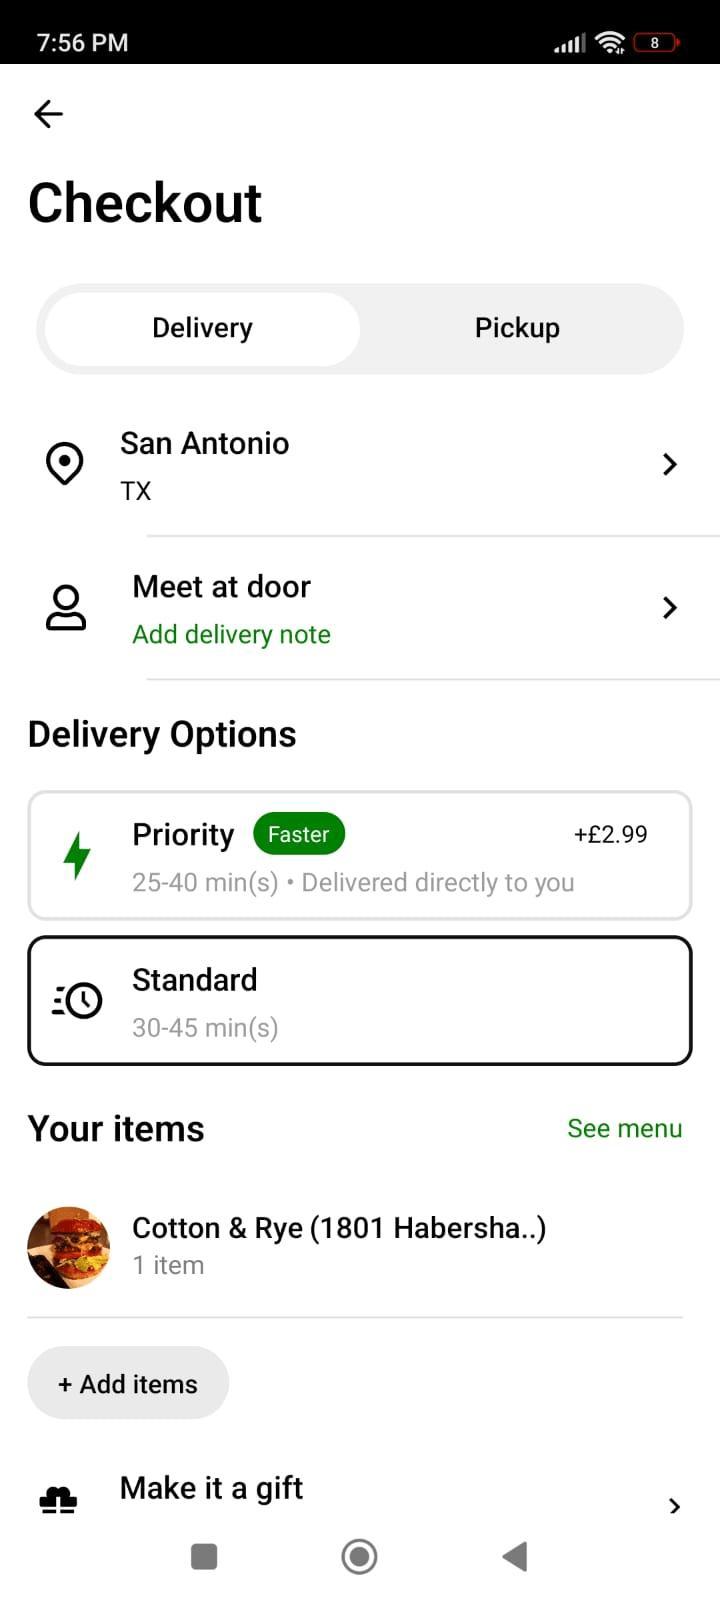 7:56 PM
8
Checkout
Delivery
Pickup
San Antonio
TX
Meet at door
Add delivery note
Delivery Options
Priority
Faster
+£2.99
25-40 min(s) • Delivered directly to you
Standard
30-45 min(s)
Your items
See menu
Cotton & Rye (1801 Habersha..)
1 item
+ Add items
Make it a gift